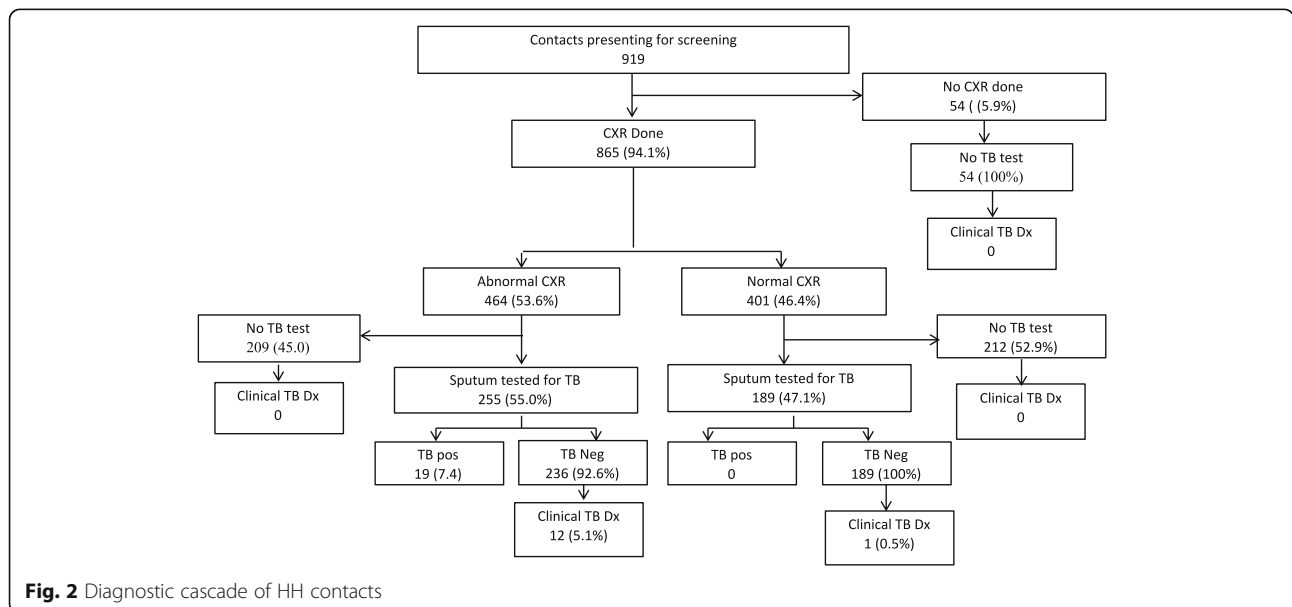 Contacts presenting for screening
919
No CXR done
54 ( (5.9%)
CXR Done
865 (94.1%)
No TB test
54 (100%)
Clinical TB Dx
0
Abnormal CXR
464 (53.6%)
Normal CXR
401 (46.4%)
No TB test
209 (45.0)
No TB test
212 (52.9%)
Clinical TB Dx
0
Sputum tested for TB
255 (55.0%)
Sputum tested for TB
189 (47.1%)
Clinical TB Dx
0
TB pos
19 (7.4)
TB Neg
236 (92.6%)
TB pos
0
TB Neg
189 (100%)
Clinical TB Dx
12 (5.1%)
Clinical TB Dx
1 (0.5%)
Fig. 2 Diagnostic cascade of HH contacts